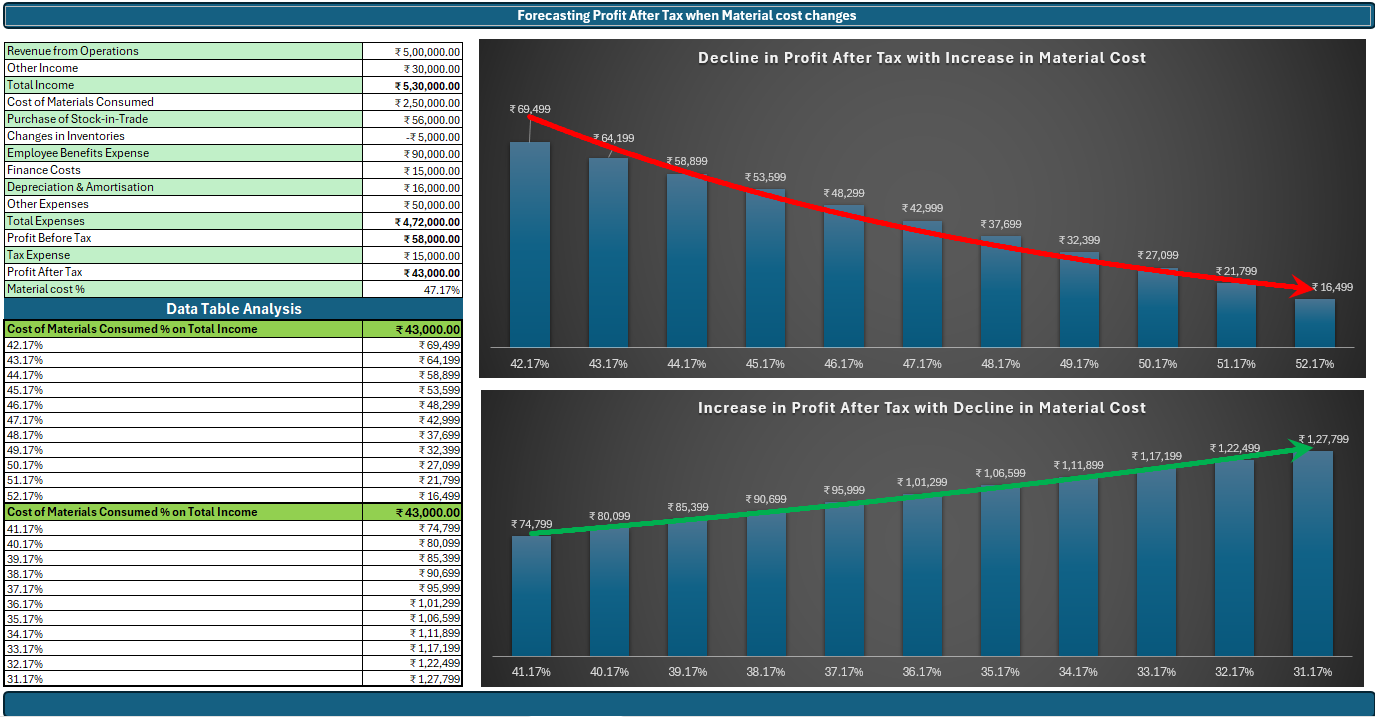 Forecasting Profit After Tax when Material cost changes
Revenue from Operations ₹ 5,00,000.00
Other Income ₹ 30,000.00
Total Income ₹ 5,30,000.00
Cost of Materials Consumed ₹ 2,50,000.00
Purchase of Stock-in-Trade ₹ 56,000.00
Changes in Inventories -₹ 5,000.00
Employee Benefits Expense ₹ 90,000.00
Finance Costs ₹ 15,000.00
Depreciation & Amortisation ₹ 16,000.00
Other Expenses ₹ 50,000.00
Total Expenses ₹ 4,72,000.00
Profit Before Tax ₹ 58,000.00
Tax Expense ₹ 15,000.00
Profit After Tax ₹ 43,000.00
Material cost % 47.17%
Data Table Analysis
Cost of Materials Consumed % on Total Income ₹ 43,000.00
42.17% ₹ 69,499
43.17% ₹ 64,199
44.17% ₹ 58,899
45.17% ₹ 53,599
46.17% ₹ 48,299
47.17% ₹ 42,999
48.17% ₹ 37,699
49.17% ₹ 32,399
50.17% ₹ 27,099
51.17% ₹ 21,799
52.17% ₹ 16,499
Cost of Materials Consumed % on Total Income ₹ 43,000.00
41.17% ₹ 74,799
40.17% ₹ 80,099
39.17% ₹ 85,399
38.17% ₹ 90,699
37.17% ₹ 95,999
36.17% ₹ 1,01,299
35.17% ₹ 1,06,599
34.17% ₹ 1,11,899
33.17% ₹ 1,17,199
32.17% ₹ 1,22,499
31.17% ₹ 1,27,799
Decline in Profit After Tax with Increase in Material Cost
₹ 69,499 ₹ 64,199 ₹ 58,899 ₹ 53,599 ₹ 48,299 ₹ 42,999 ₹ 37,699 ₹ 32,399 ₹ 27,099 ₹ 21,799 ₹ 16,499
42.17% 43.17% 44.17% 45.17% 46.17% 47.17% 48.17% 49.17% 50.17% 51.17% 52.17%
Increase in Profit After Tax with Decline in Material Cost
₹ 74,799 ₹ 80,099 ₹ 85,399 ₹ 90,699 ₹ 95,999 ₹ 1,01,299 ₹ 1,06,599 ₹ 1,11,899 ₹ 1,17,199 ₹ 1,22,499 ₹ 1,27,799
41.17% 40.17% 39.17% 38.17% 37.17% 36.17% 35.17% 34.17% 33.17% 32.17% 31.17%